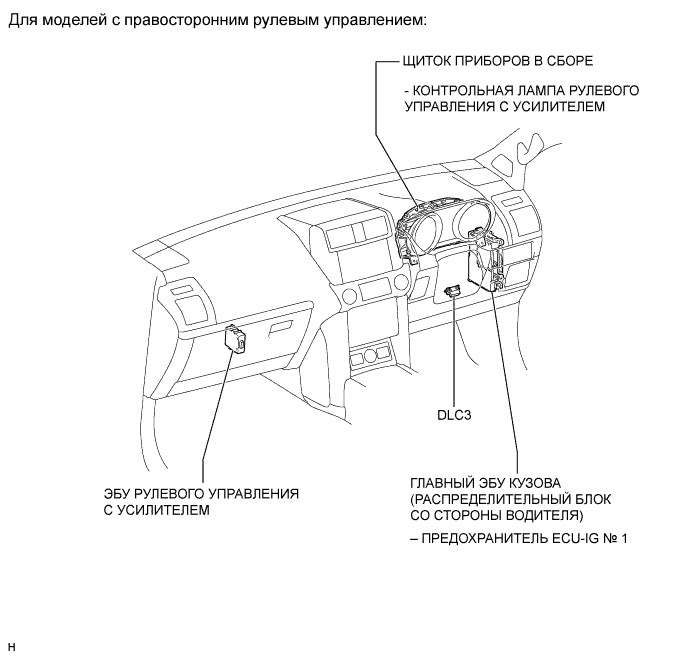 Для моделей с правосторонним рулевым управлением:
ЩИТОК ПРИБОРОВ В СБОРЕ
- КОНТРОЛЬНАЯ ЛАМПА РУЛЕВОГО
УПРАВЛЕНИЯ С УСИЛИТЕЛЕМ
DLC3
ЭБУ РУЛЕВОГО УПРАВЛЕНИЯ
С УСИЛИТЕЛЕМ
ГЛАВНЫЙ ЭБУ КУЗОВА
(РАСПРЕДЕЛИТЕЛЬНЫЙ БЛОК
СО СТОРОНЫ ВОДИТЕЛЯ)
– ПРЕДОХРАНИТЕЛЬ ECU-IG № 1
H